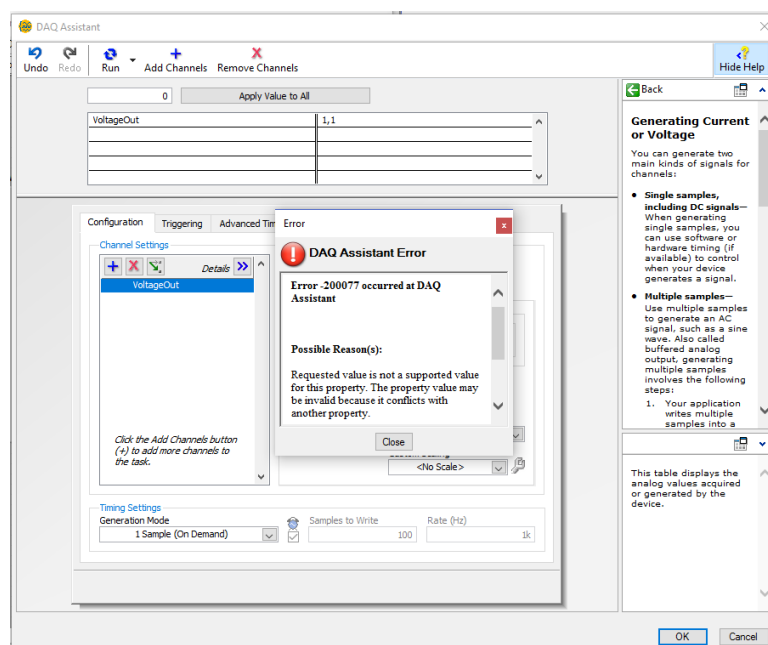 DAQ Assistant
Undo
Redo
Run
Add Channels
Remove Channels
Hide Help
0
Apply Value to All
VoltageOut
1,1
Configuration
Triggering
Advanced Tim
Channel Settings
Details
VoltageOut
Click the Add Channels button
(+) to add more channels to
the task.
<No Scale>
Timing Settings
Generation Mode
1 Sample (On Demand)
Samples to Write
100
Rate (Hz)
1k
Error
DAQ Assistant Error
Error -200077 occurred at DAQ
Assistant
Possible Reason(s):
Requested value is not a supported value
for this property. The property value may
be invalid because it conflicts with
another property.
Close
Back
Generating Current
or Voltage
You can generate two
main kinds of signals for
channels:
• Single samples,
including DC signals—
When generating
single samples, you
can use software or
hardware timing (if
available) to control
when your device
generates a signal.
• Multiple samples—
Use multiple samples
to generate an AC
signal, such as a sine
wave. Also called
buffered analog
output, generating
multiple samples
involves the following
steps:
1. Your application
writes multiple
samples into a
This table displays the
analog values acquired
or generated by the
device.
OK
Cancel